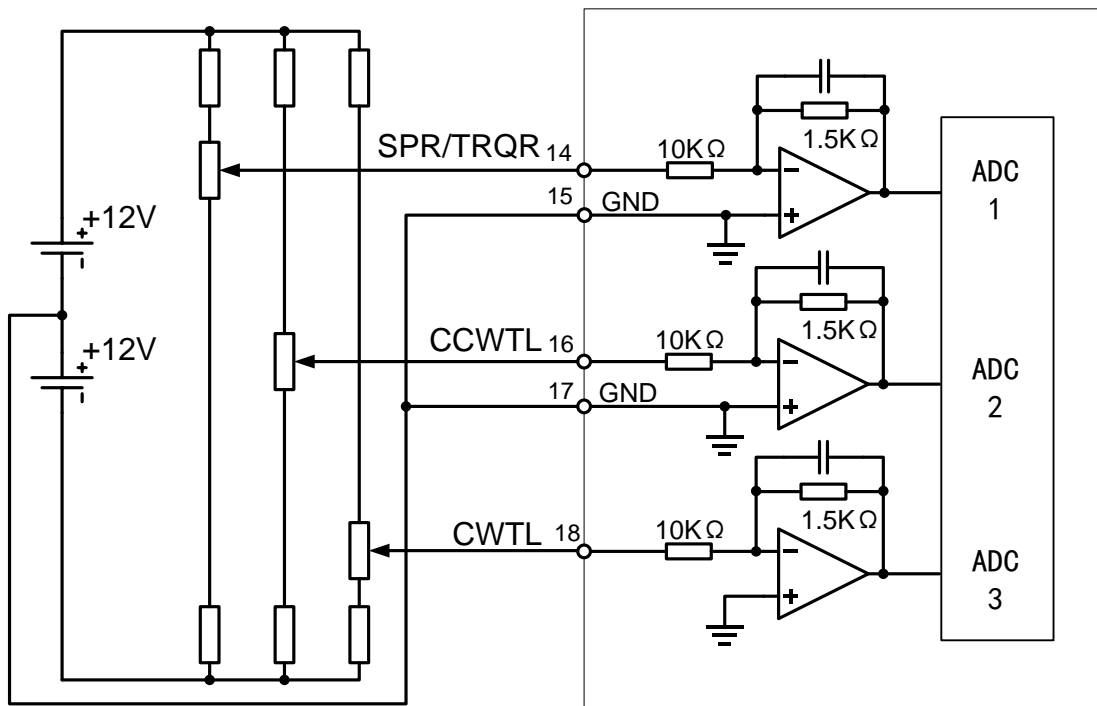 1.5KΩ
SPR/TRQR 14
10KΩ
-
ADC
1
15 GND
+
+12V
+
-
1.5KΩ
+12V
+
-
CCWTL 16
10KΩ
-
ADC
2
17 GND
+
1.5KΩ
CWTL 18
10KΩ
-
ADC
3
+